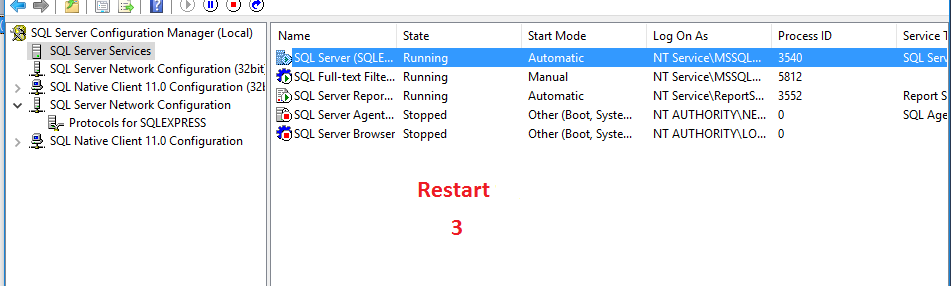 SQL Server Configuration Manager (Local)
SQL Server Services
SQL Server Network Configuration (32bit
SQL Native Client 11.0 Configuration (32b
SQL Server Network Configuration
Protocols for SQLEXPRESS
SQL Native Client 11.0 Configuration
Name State Start Mode Log On As Process ID Service T
SQL Server (SQLE... Running Automatic NT Service\MSSQL... 3540 SQL Serv
SQL Full-text Filte... Running Manual NT Service\MSSQL... 5812
SQL Server Repor... Running Automatic NT Service\ReportS... 3552 Report S
SQL Server Agent... Stopped Other (Boot, Syste... NT AUTHORITY\NE... 0 SQL Age
SQL Server Browser Stopped Other (Boot, Syste... NT AUTHORITY\LO... 0
Restart
3